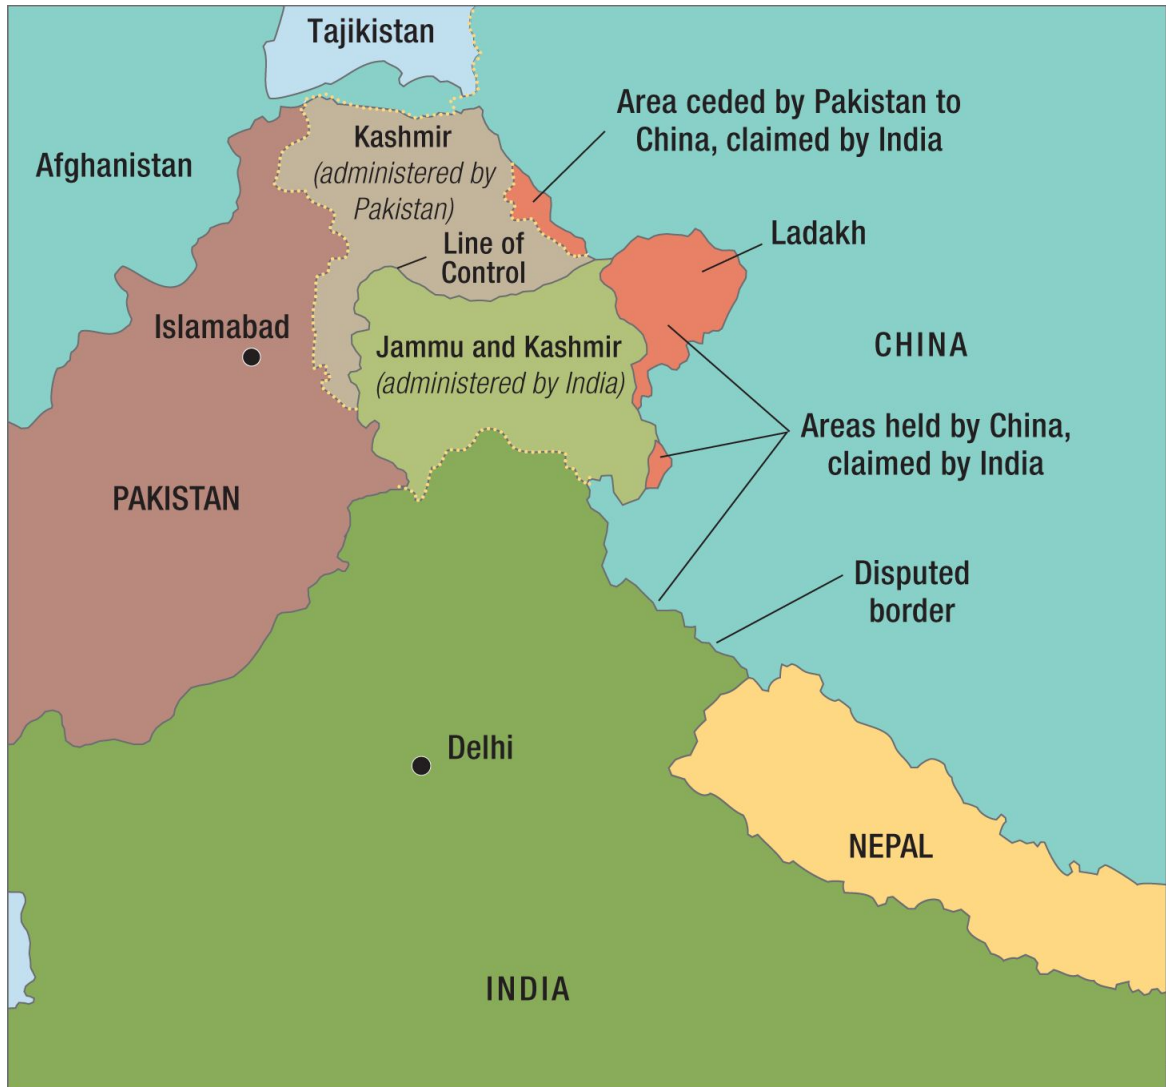 Tajikistan
Area ceded by Pakistan to
China, claimed by India
Kashmir
(administered by
Pakistan)
Afghanistan
Ladakh
Line of
Control
Islamabad
Jammu and Kashmir
(administered by India)
CHINA
Areas held by China,
claimed by India
PAKISTAN
Disputed
border
Delhi
NEPAL
INDIA